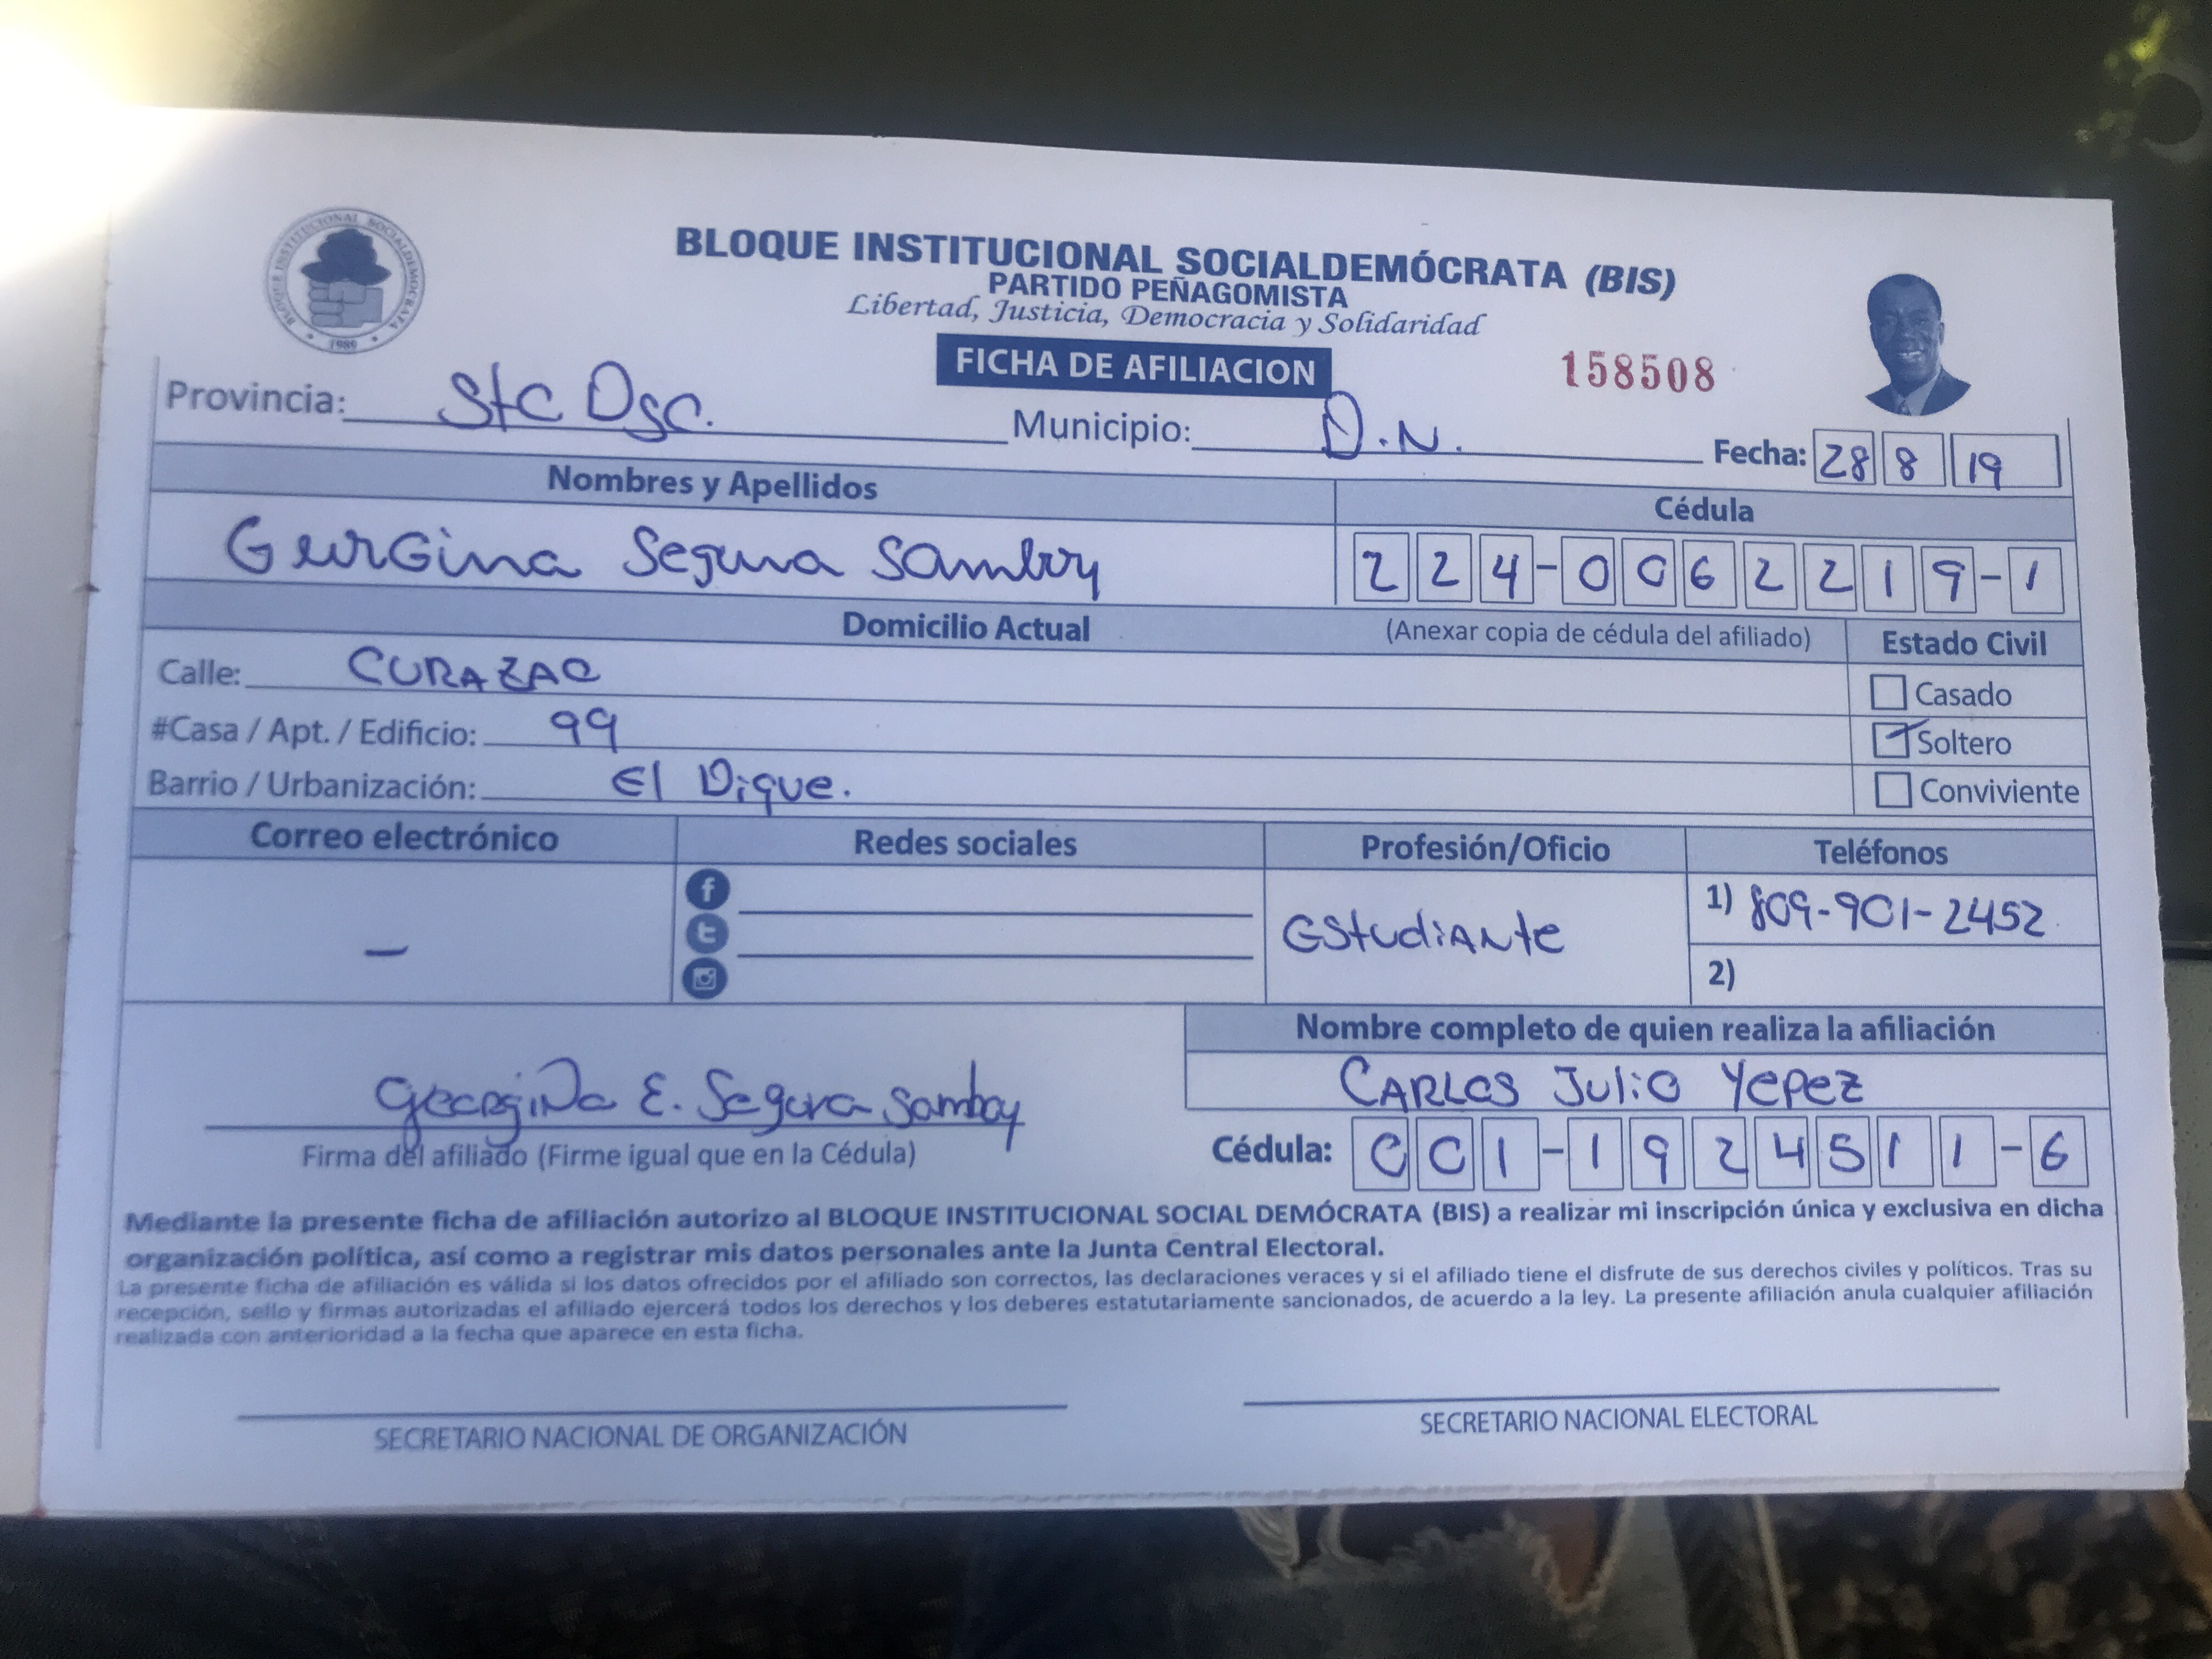 BLOQUE INSTITUCIONAL SOCIALDEMÓCRATA
1989
BLOQUE INSTITUCIONAL SOCIALDEMÓCRATA (BIS)
PARTIDO PEÑAGOMISTA
Libertad, Justicia, Democracia y Solidaridad
FICHA DE AFILIACION
158508
Provincia: Sto Dgo. Municipio: D.N. Fecha: 28 8 19
Nombres y Apellidos Cédula
Georgina Segura Samboy 224-0062219-1
Domicilio Actual (Anexar copia de cédula del afiliado) Estado Civil
Calle: CURAZAO Casado
#Casa / Apt. / Edificio: 99 Soltero
Barrio / Urbanización: El Dique. Conviviente
Correo electrónico Redes sociales Profesión/Oficio Teléfonos
— Estudiante 1) 809-901-2452
2)
Nombre completo de quien realiza la afiliación
CARLOS Julio Yepez
Georgina E. Segura Samboy
Firma del afiliado (Firme igual que en la Cédula) Cédula: 001-1924511-6
Mediante la presente ficha de afiliación autorizo al BLOQUE INSTITUCIONAL SOCIAL DEMÓCRATA (BIS) a realizar mi inscripción única y exclusiva en dicha
organización política, así como a registrar mis datos personales ante la Junta Central Electoral.
La presente ficha de afiliación es válida si los datos ofrecidos por el afiliado son correctos, las declaraciones veraces y si el afiliado tiene el disfrute de sus derechos civiles y políticos. Tras su
recepción, sello y firmas autorizadas el afiliado ejercerá todos los derechos y los deberes estatutariamente sancionados, de acuerdo a la ley. La presente afiliación anula cualquier afiliación
realizada con anterioridad a la fecha que aparece en esta ficha.
SECRETARIO NACIONAL DE ORGANIZACIÓN SECRETARIO NACIONAL ELECTORAL